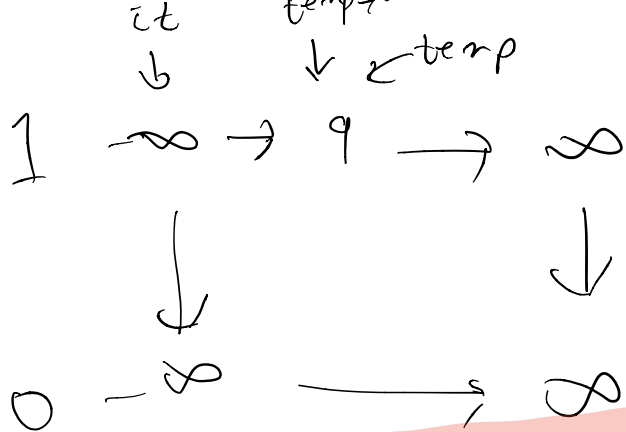 it
temp
1 -∞ → 9 → ∞
0 -∞ → ∞